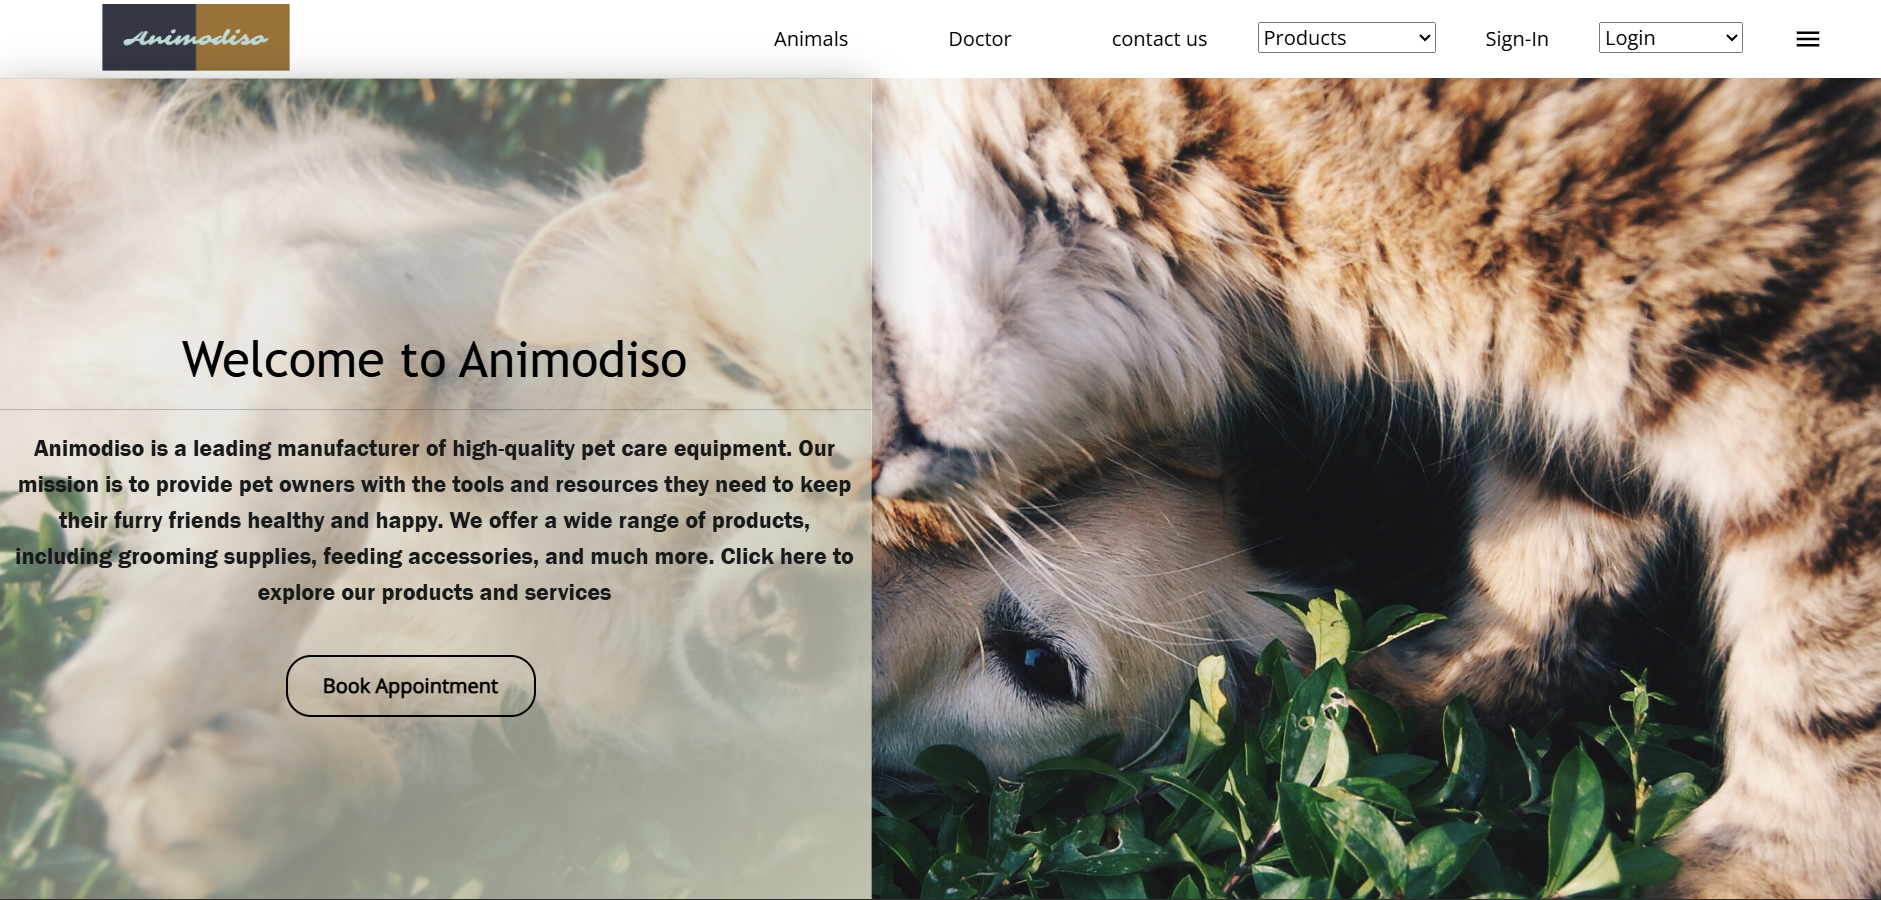 Animodiso
Animals
Doctor
contact us
Products
Sign-In
Login
Welcome to Animodiso
Animodiso is a leading manufacturer of high-quality pet care equipment. Our
mission is to provide pet owners with the tools and resources they need to keep
their furry friends healthy and happy. We offer a wide range of products,
including grooming supplies, feeding accessories, and much more. Click here to
explore our products and services
Book Appointment